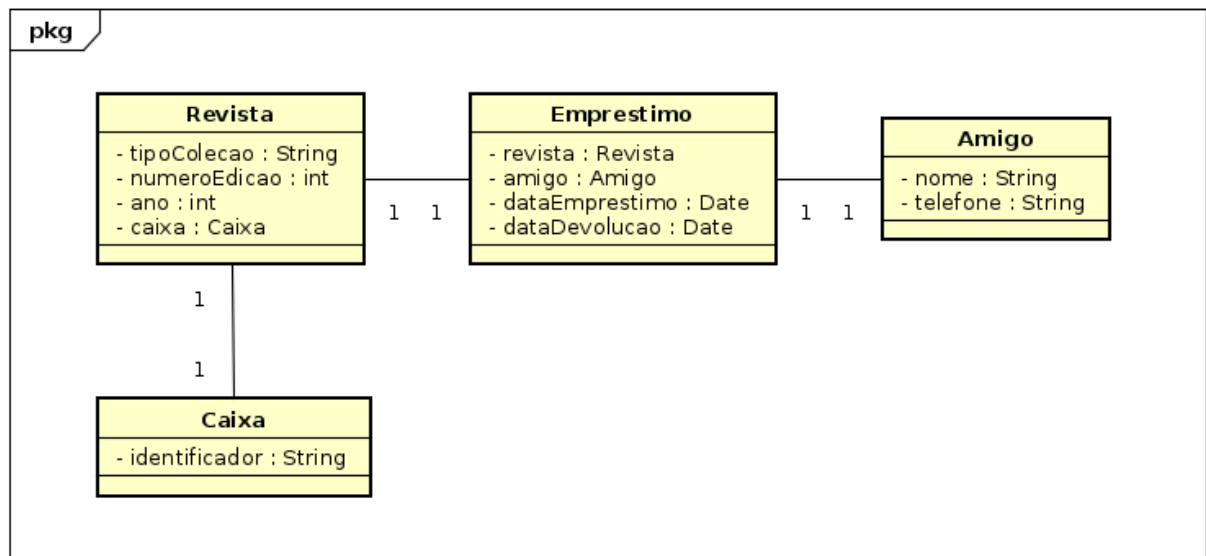 pkg
Revista
- tipoColecao : String
- numeroEdicao : int
- ano : int
- caixa : Caixa
Emprestimo
- revista : Revista
- amigo : Amigo
- dataEmprestimo : Date
- dataDevolucao : Date
Amigo
- nome : String
- telefone : String
1 1
1 1
1
1
Caixa
- identificador : String